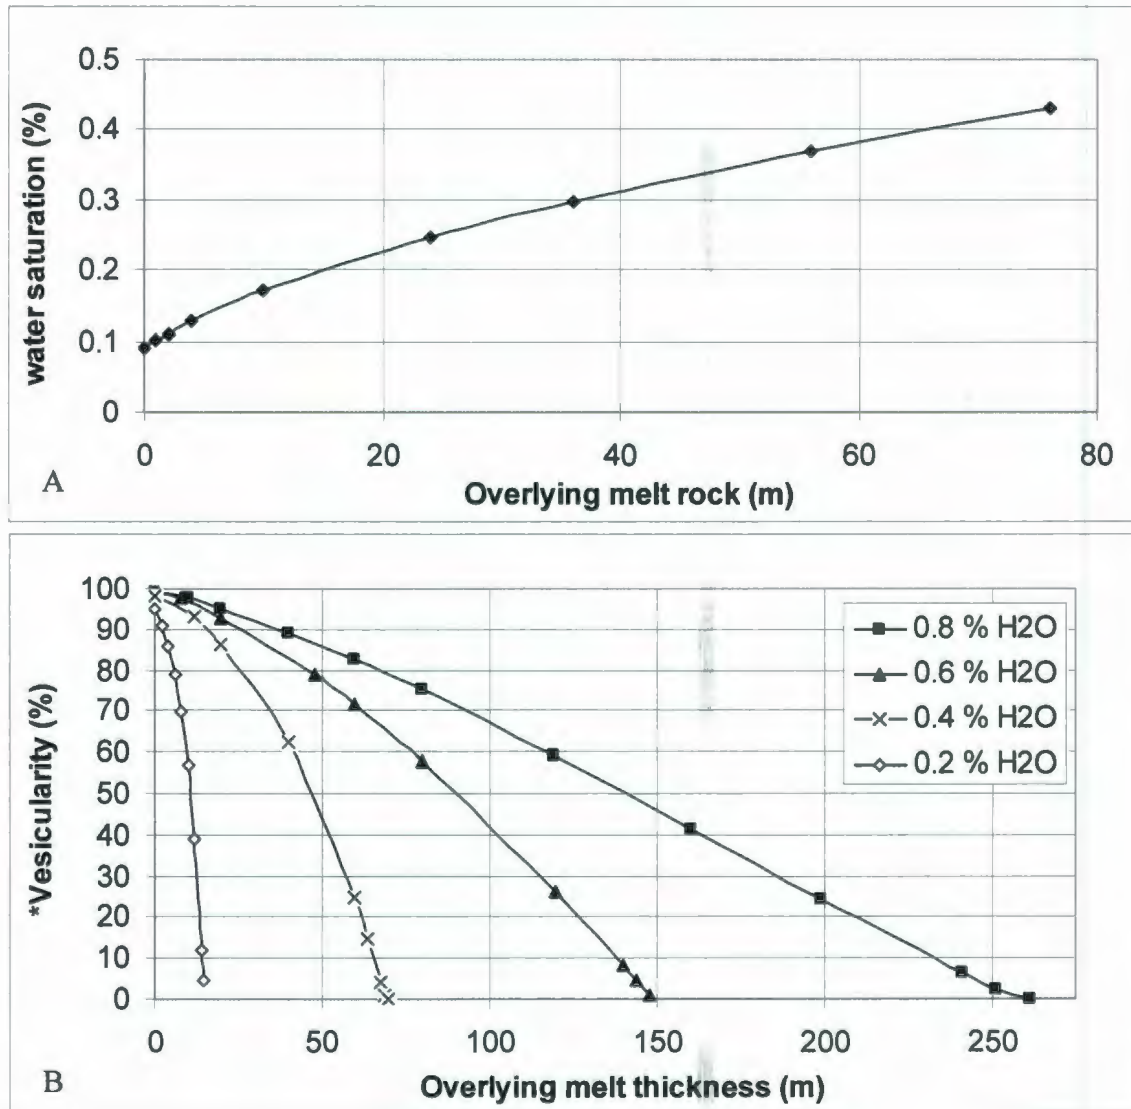 0.5
0.4
0.3
0.2
0.1
0
water saturation (%)
0 20 40 60 80
Overlying melt rock (m)
A
100
90
80
70
60
50
40
30
20
10
0
*Vesicularity (%)
0.8 % H2O
0.6 % H2O
0.4 % H2O
0.2 % H2O
0 50 100 150 200 250
Overlying melt thickness (m)
B